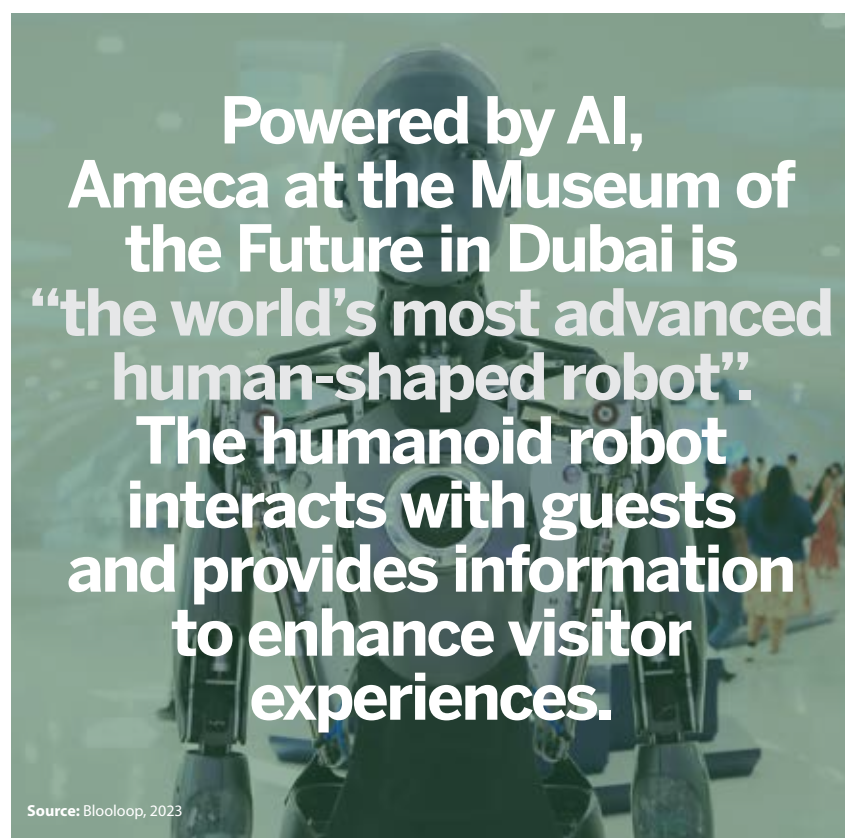 Powered by AI,
Ameca at the Museum of
the Future in Dubai is
“the world’s most advanced
human-shaped robot”.
The humanoid robot
interacts with guests
and provides information
to enhance visitor
experiences.
Source: Blooloop, 2023